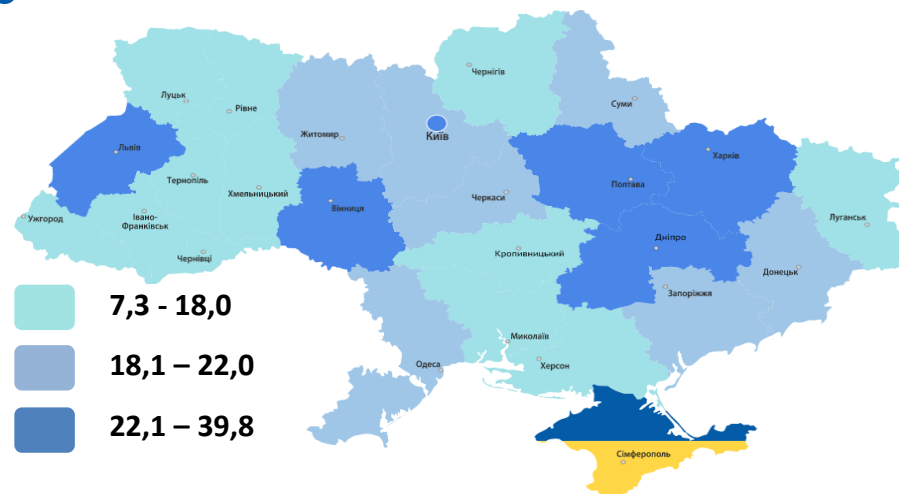 Чернігів
Луцьк
Рівне
Суми
Житомир
Київ
Львів
Харків
Тернопіль
Полтава
Хмельницький
Черкаси
Вінниця
Ужгород
Івано-
Франківськ
Луганськ
Дніпро
Чернівці
Кропивницький
Донецьк
Запоріжжя
7,3 - 18,0
Миколаїв
18,1 – 22,0
Одеса
Херсон
22,1 – 39,8
Сімферополь